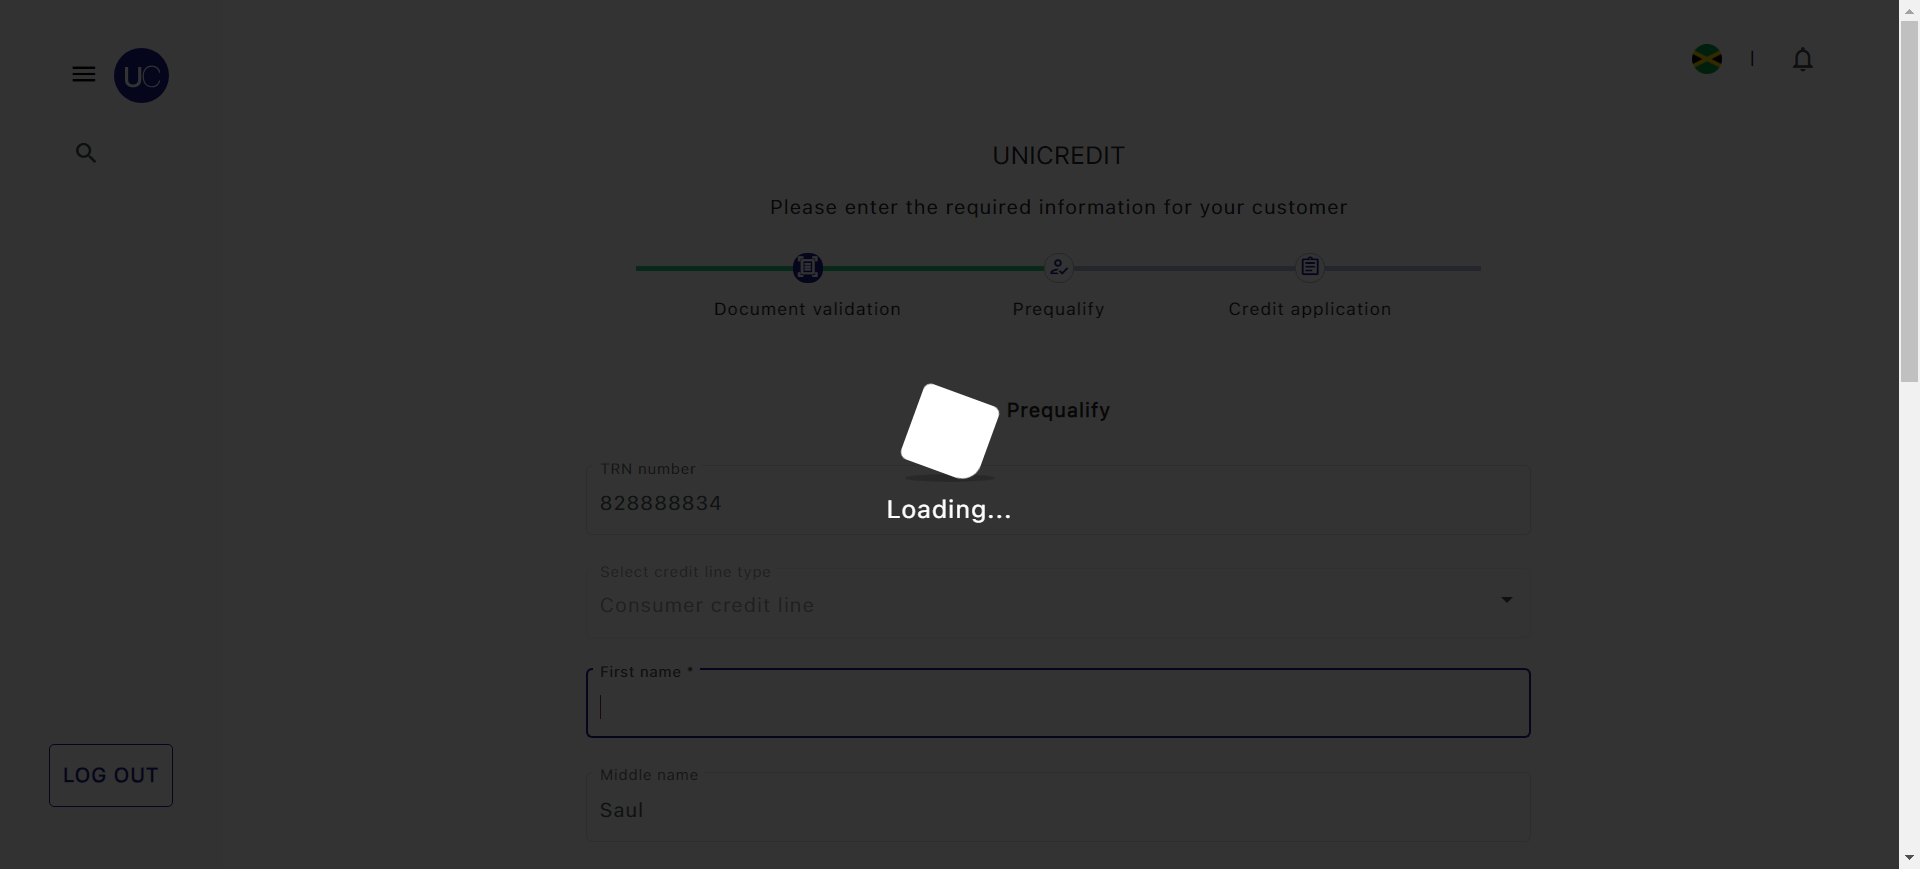 UC
UNICREDIT
Please enter the required information for your customer
Document validation
Prequalify
Credit application
Prequalify
TRN number
828888834
Loading...
Select credit line type
Consumer credit line
First name *
LOG OUT
Middle name
Saul